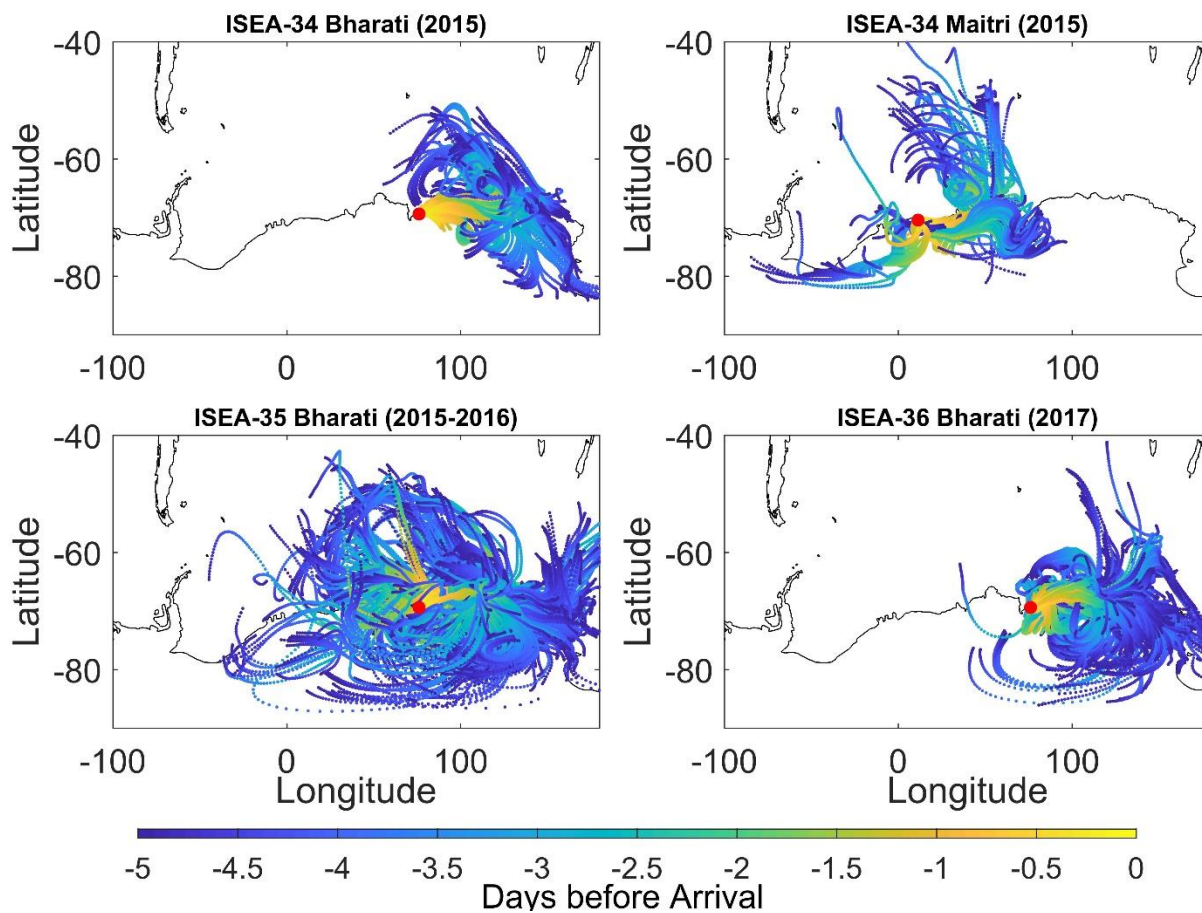 ISEA-34 Bharati (2015)
ISEA-34 Maitri (2015)
-40
-60
-80
Latitude
-100 0 100
-40
-60
-80
Latitude
-100 0 100
ISEA-35 Bharati (2015-2016)
ISEA-36 Bharati (2017)
-40
-60
-80
Latitude
-100 0 100
Longitude
-40
-60
-80
Latitude
-100 0 100
Longitude
-5 -4.5 -4 -3.5 -3 -2.5 -2 -1.5 -1 -0.5 0
Days before Arrival